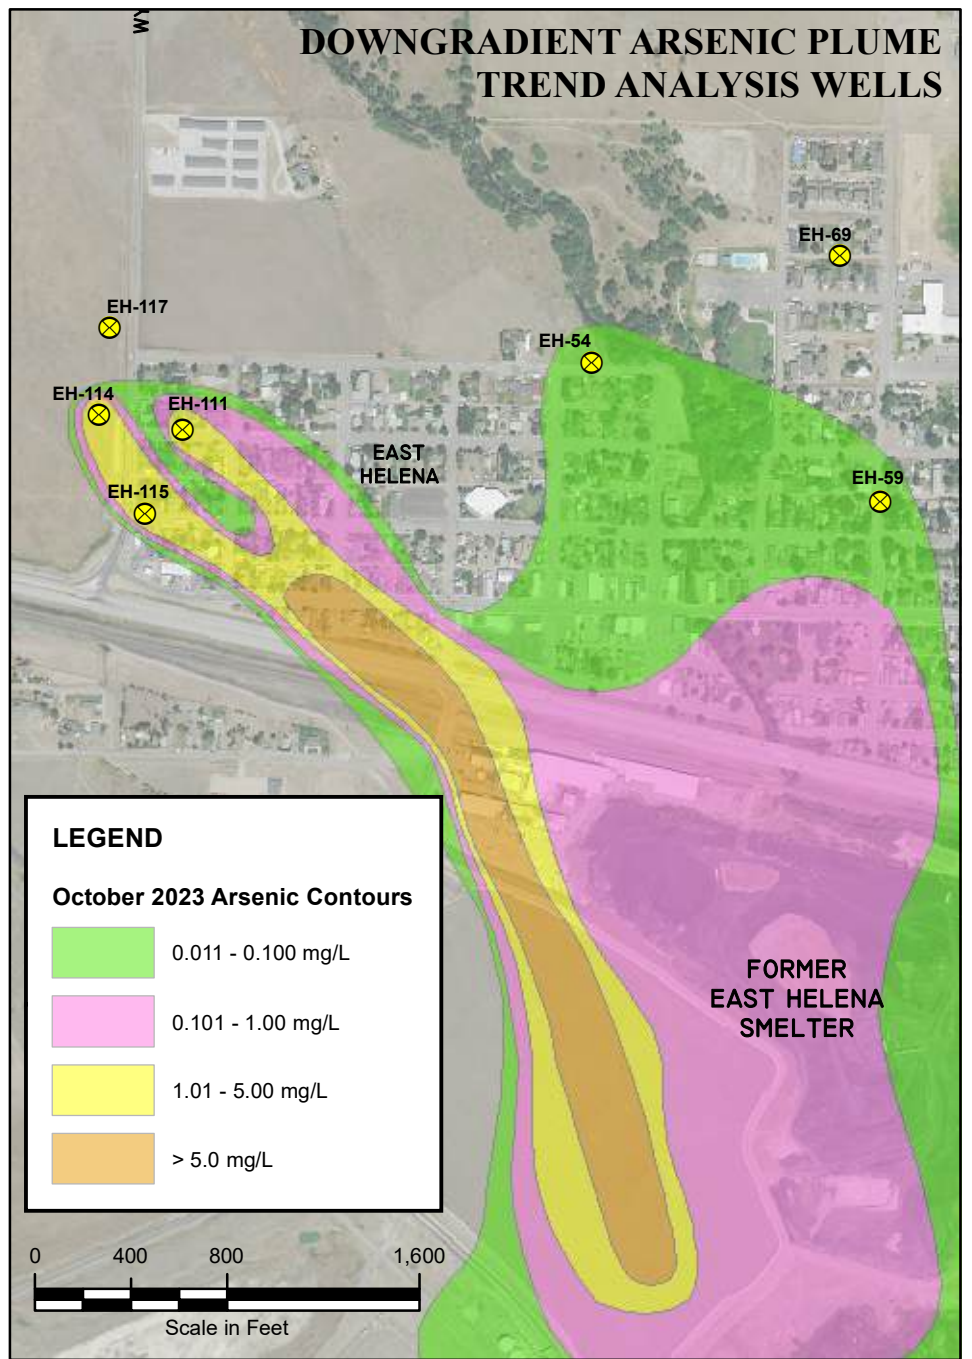 WY
DOWNGRADIENT ARSENIC PLUME
TREND ANALYSIS WELLS
EH-69
EH-117
EH-54
EH-114
EH-111
EAST
HELENA
EH-59
EH-115
LEGEND
October 2023 Arsenic Contours
0.011 - 0.100 mg/L
0.101 - 1.00 mg/L
1.01 - 5.00 mg/L
> 5.0 mg/L
FORMER
EAST HELENA
SMELTER
0 400 800 1,600
Scale in Feet